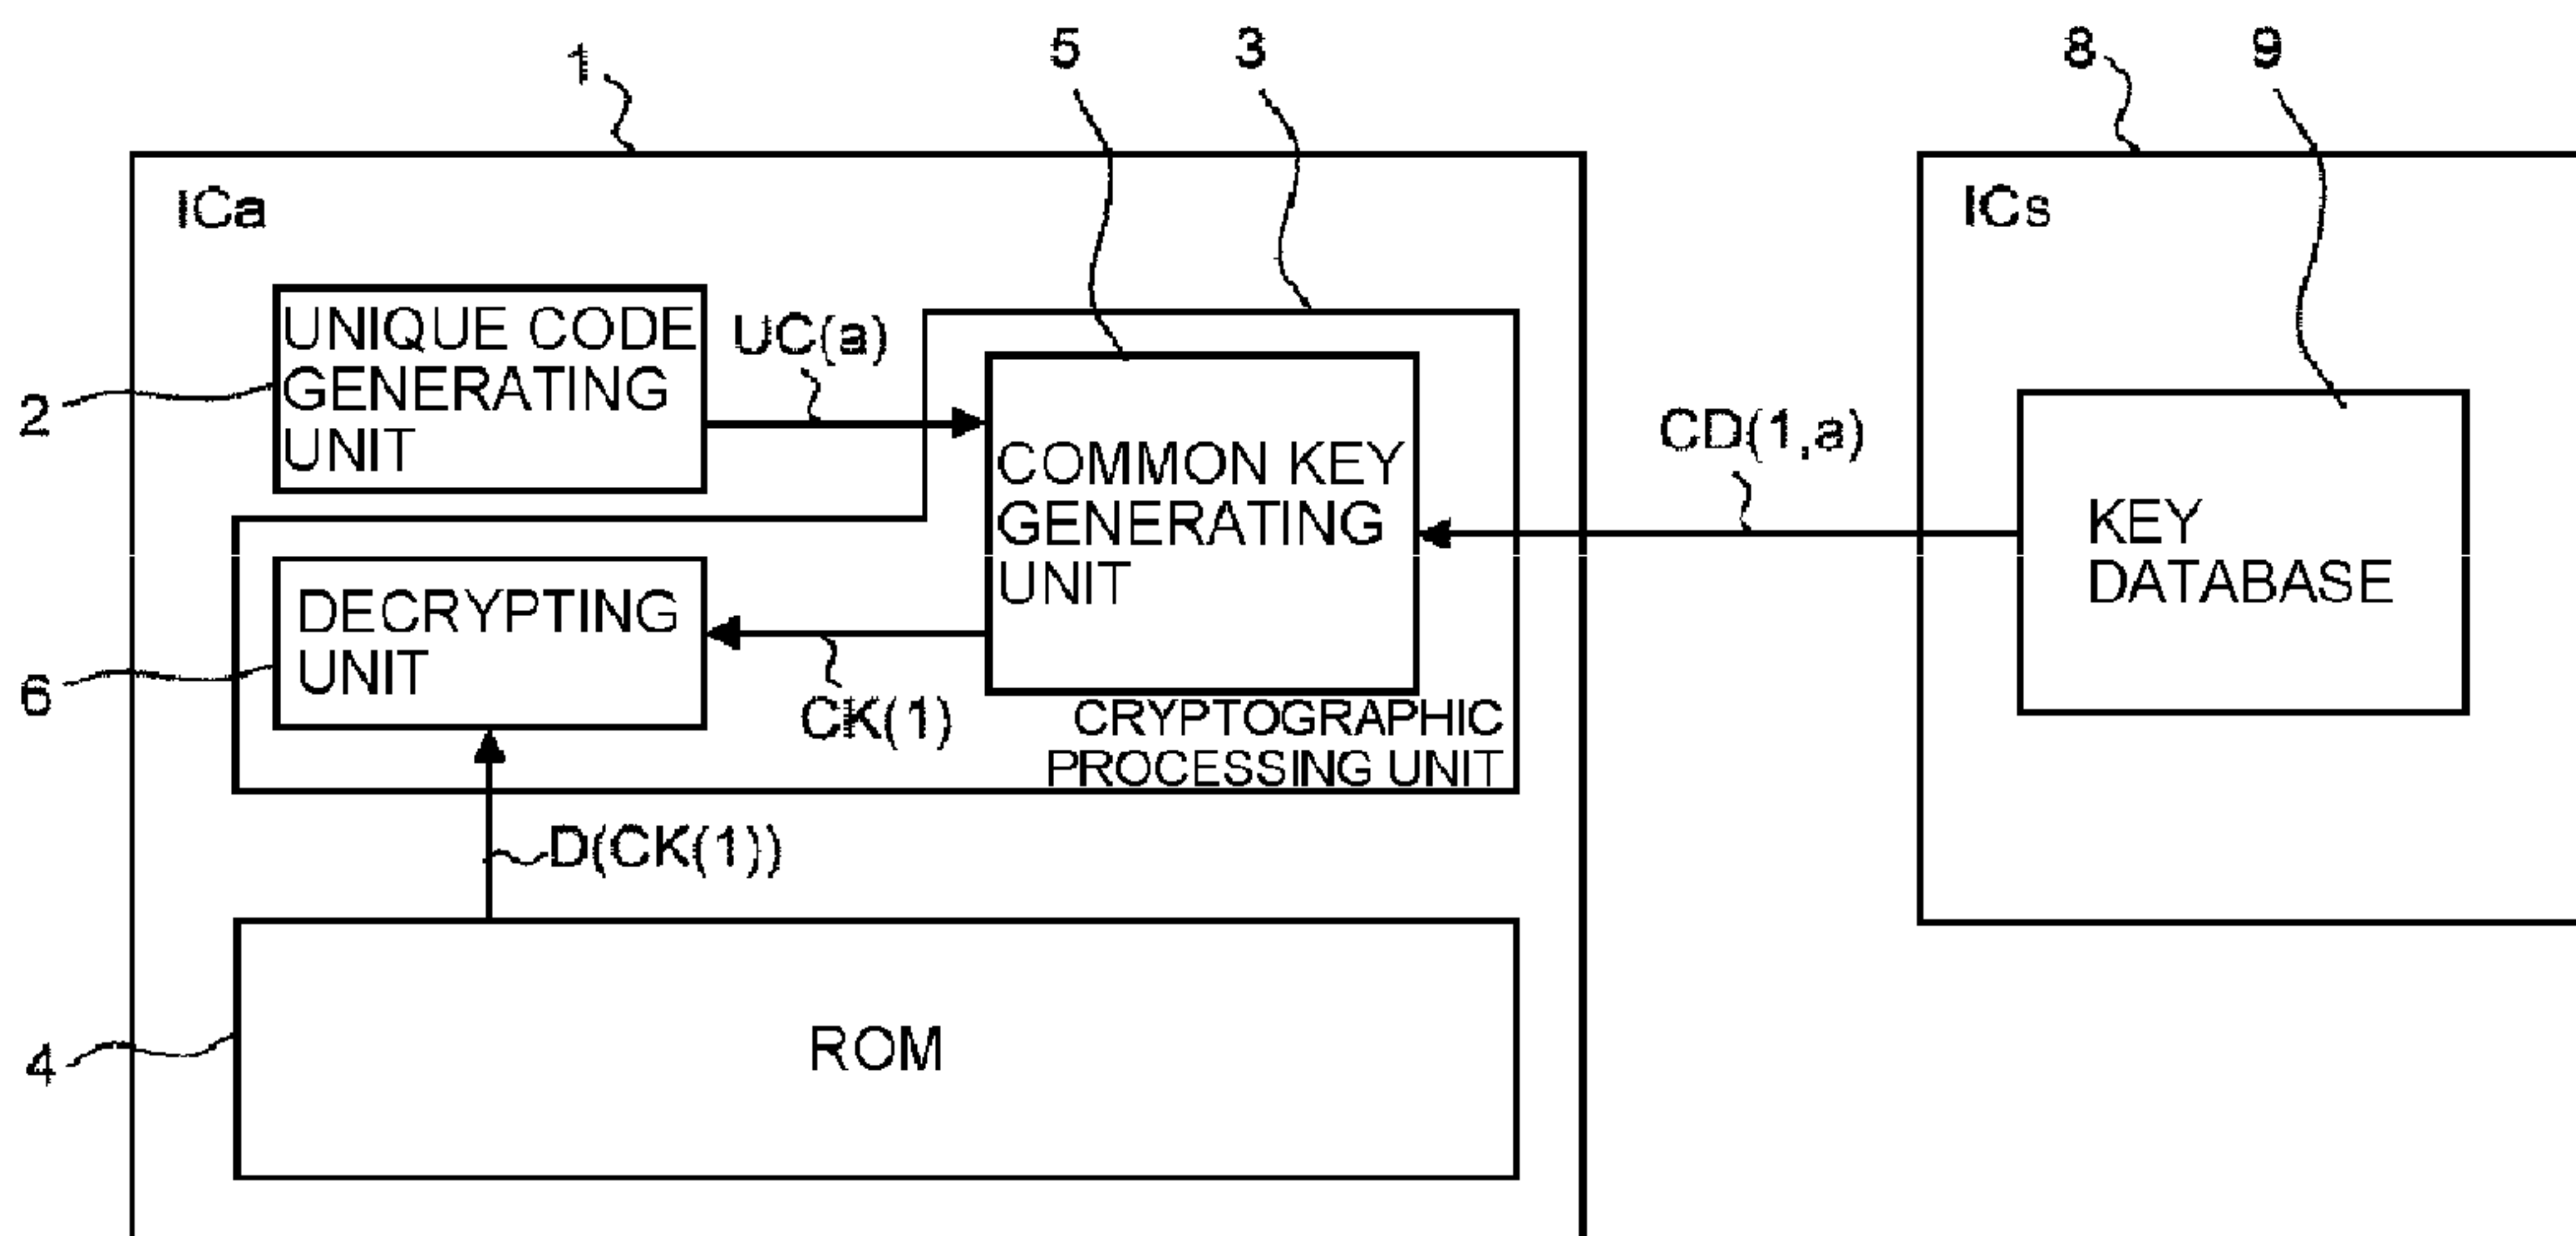 1
5
3
8
9
ICa
ICs
UNIQUE CODE
GENERATING
UNIT
2
UC(a)
COMMON KEY
GENERATING
UNIT
CD(1,a)
KEY
DATABASE
DECRYPTING
UNIT
6
CK(1)
CRYPTOGRAPHIC
PROCESSING UNIT
D(CK(1))
ROM
4